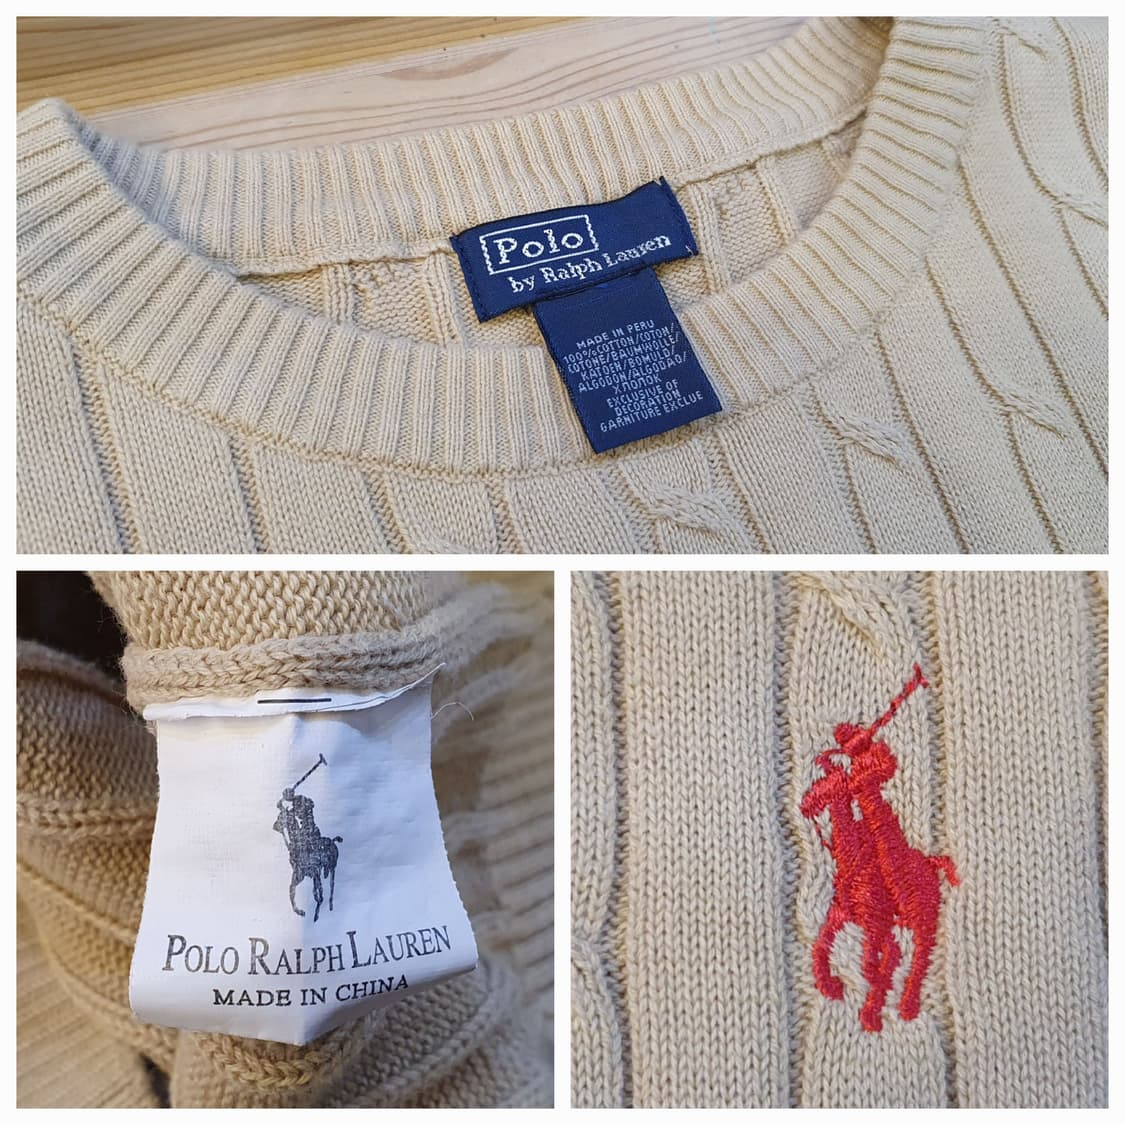 Polo
by Ralph Lauren
MADE IN PERU
100%COTTON/COTON/
COTONE/BAUMWOLLE/
KATOEN/BOMULD/
ALGODON/ALGODAO/
ХЛОПОК
EXCLUSIVE OF
DECORATION
GARNITURE EXCLUE
POLO RALPH LAUREN
MADE IN CHINA